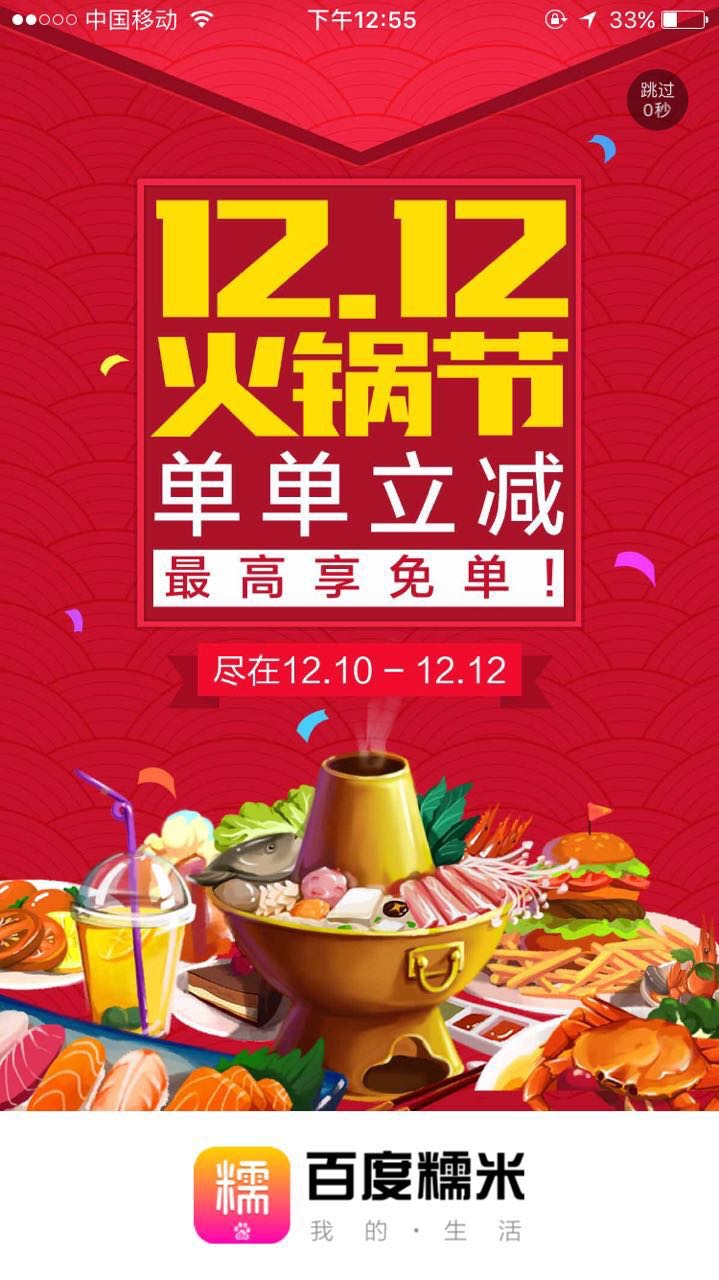 中国移动 下午12:55 33%
跳过
0秒
12.12
火锅节
单单立减
最高享免单!
尽在12.10 – 12.12
糯 百度糯米
我的·生活